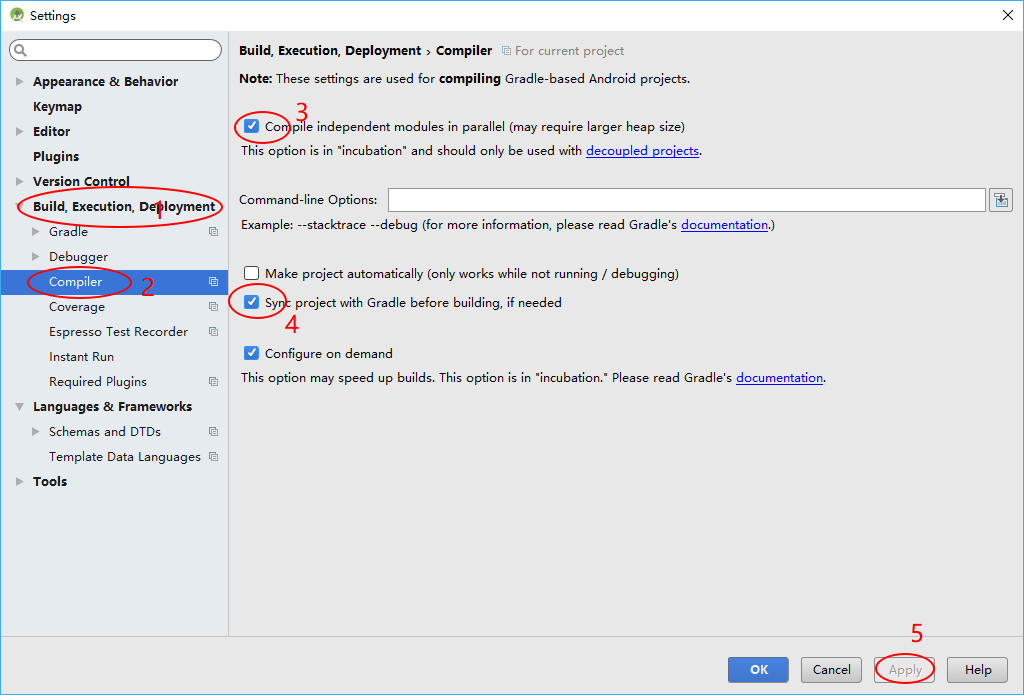 Settings
Build, Execution, Deployment › Compiler For current project
Note: These settings are used for compiling Gradle-based Android projects.
Appearance & Behavior
Keymap
Editor
Plugins
Version Control
Build, Execution, Deployment
1
Gradle
Debugger
Compiler
2
Coverage
Espresso Test Recorder
Instant Run
Required Plugins
Languages & Frameworks
Schemas and DTDs
Template Data Languages
Tools
3
Compile independent modules in parallel (may require larger heap size)
This option is in "incubation" and should only be used with decoupled projects.
Command-line Options:
Example: --stacktrace --debug (for more information, please read Gradle's documentation.)
Make project automatically (only works while not running / debugging)
Sync project with Gradle before building, if needed
4
Configure on demand
This option may speed up builds. This option is in "incubation." Please read Gradle's documentation.
5
OK Cancel Apply Help